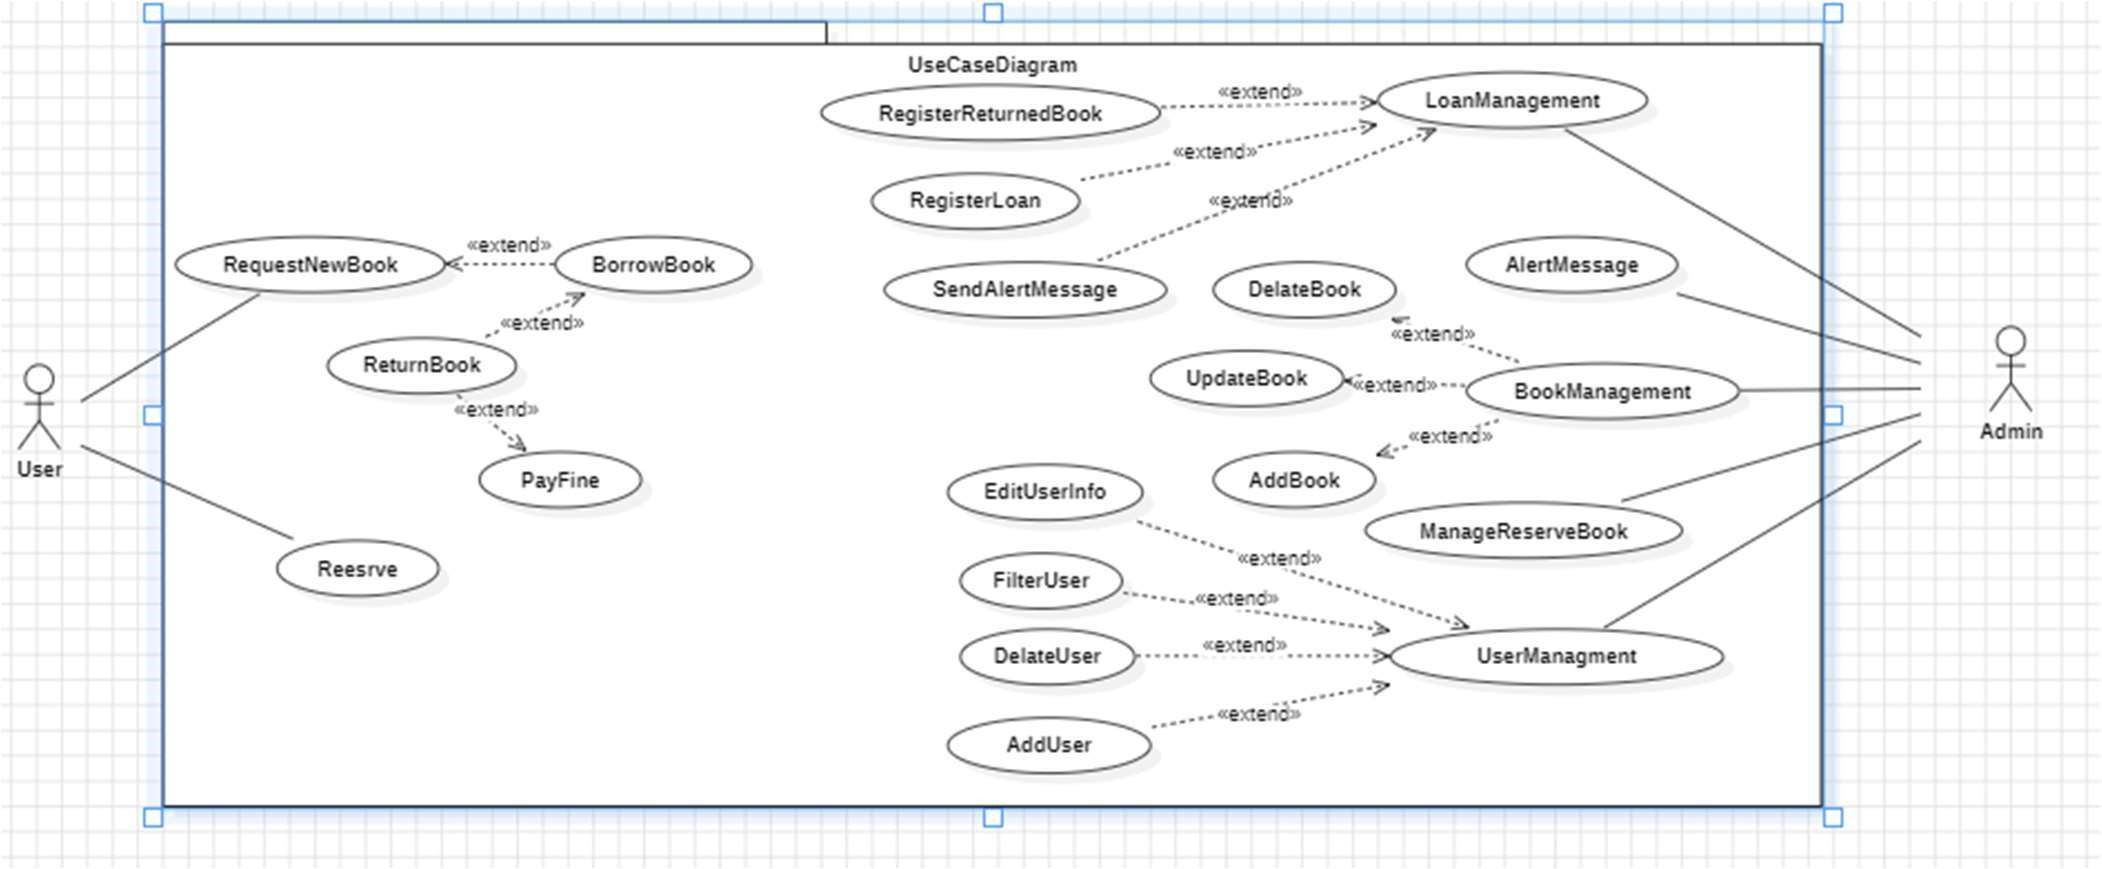 UseCaseDiagram
RegisterReturnedBook
«extend»
LoanManagement
«extend»
RegisterLoan
«extend»
RequestNewBook
«extend»
BorrowBook
SendAlertMessage
DelateBook
AlertMessage
«extend»
«extend»
ReturnBook
UpdateBook
«extend»
BookManagement
«extend»
«extend»
User
Admin
PayFine
EditUserInfo
AddBook
ManageReserveBook
«extend»
Reesrve
FilterUser
«extend»
DelateUser
«extend»
UserManagment
«extend»
AddUser